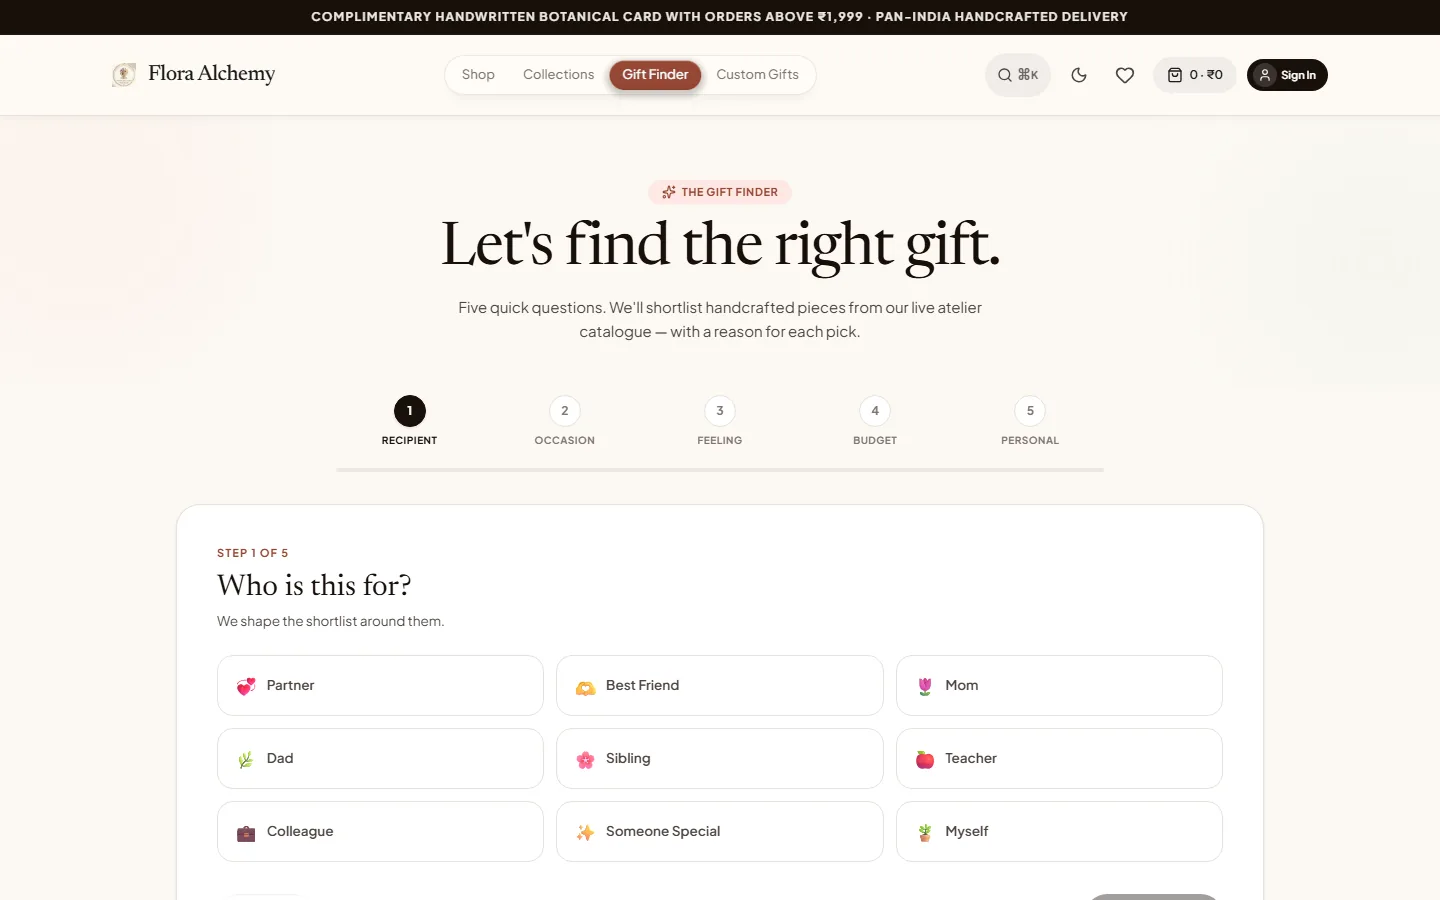 COMPLIMENTARY HANDWRITTEN BOTANICAL CARD WITH ORDERS ABOVE ₹1,999 · PAN-INDIA HANDCRAFTED DELIVERY
Flora Alchemy
Shop
Collections
Gift Finder
Custom Gifts
⌘K
0 · ₹0
Sign In
THE GIFT FINDER
Let's find the right gift.
Five quick questions. We'll shortlist handcrafted pieces from our live atelier
catalogue — with a reason for each pick.
1
2
3
4
5
RECIPIENT
OCCASION
FEELING
BUDGET
PERSONAL
STEP 1 OF 5
Who is this for?
We shape the shortlist around them.
Partner
Best Friend
Mom
Dad
Sibling
Teacher
Colleague
Someone Special
Myself